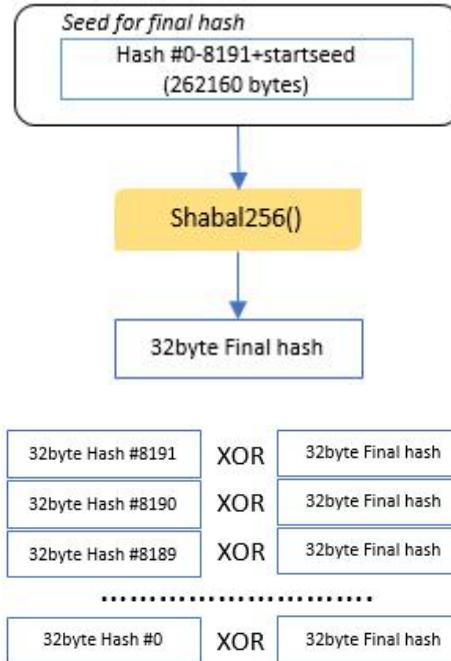 Seed for final hash
Hash #0-8191+startseed
(262160 bytes)
Shabal256()
32byte Final hash
32byte Hash #8191 XOR 32byte Final hash
32byte Hash #8190 XOR 32byte Final hash
32byte Hash #8189 XOR 32byte Final hash
………………………….
32byte Hash #0 XOR 32byte Final hash